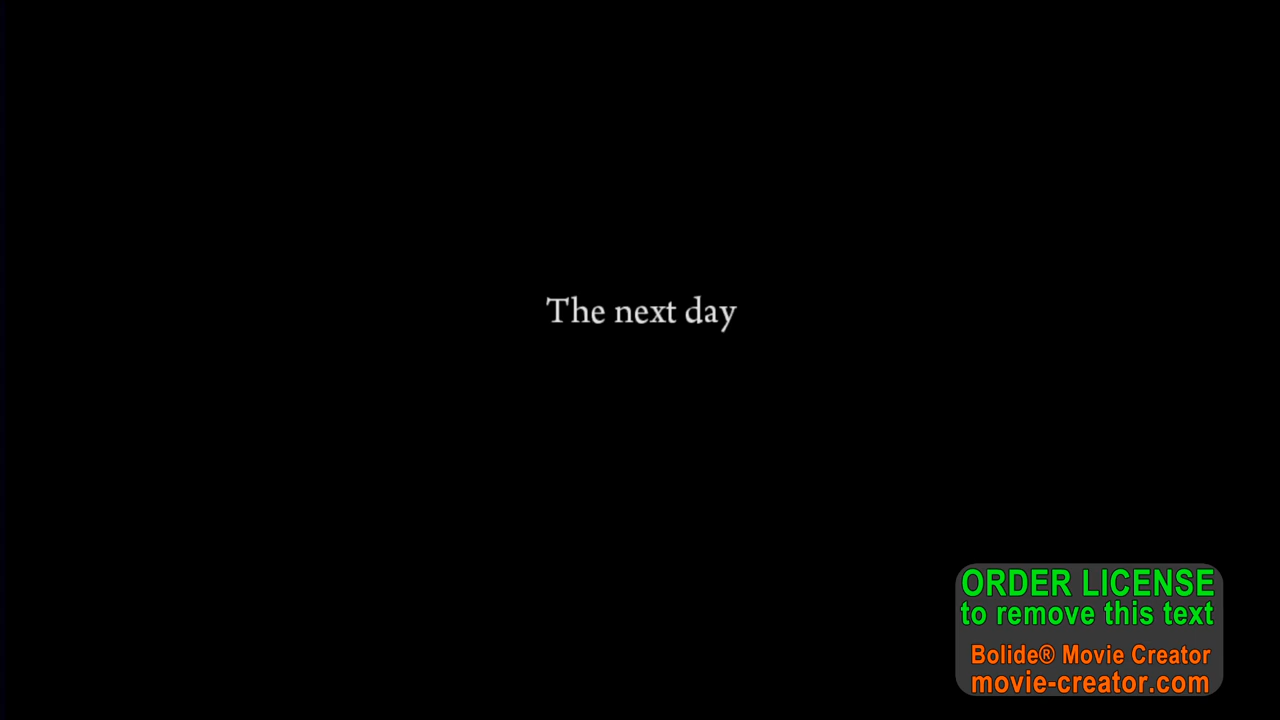 The next day
ORDER LICENSE
to remove this text
Bolide® Movie Creator
movie-creator.com